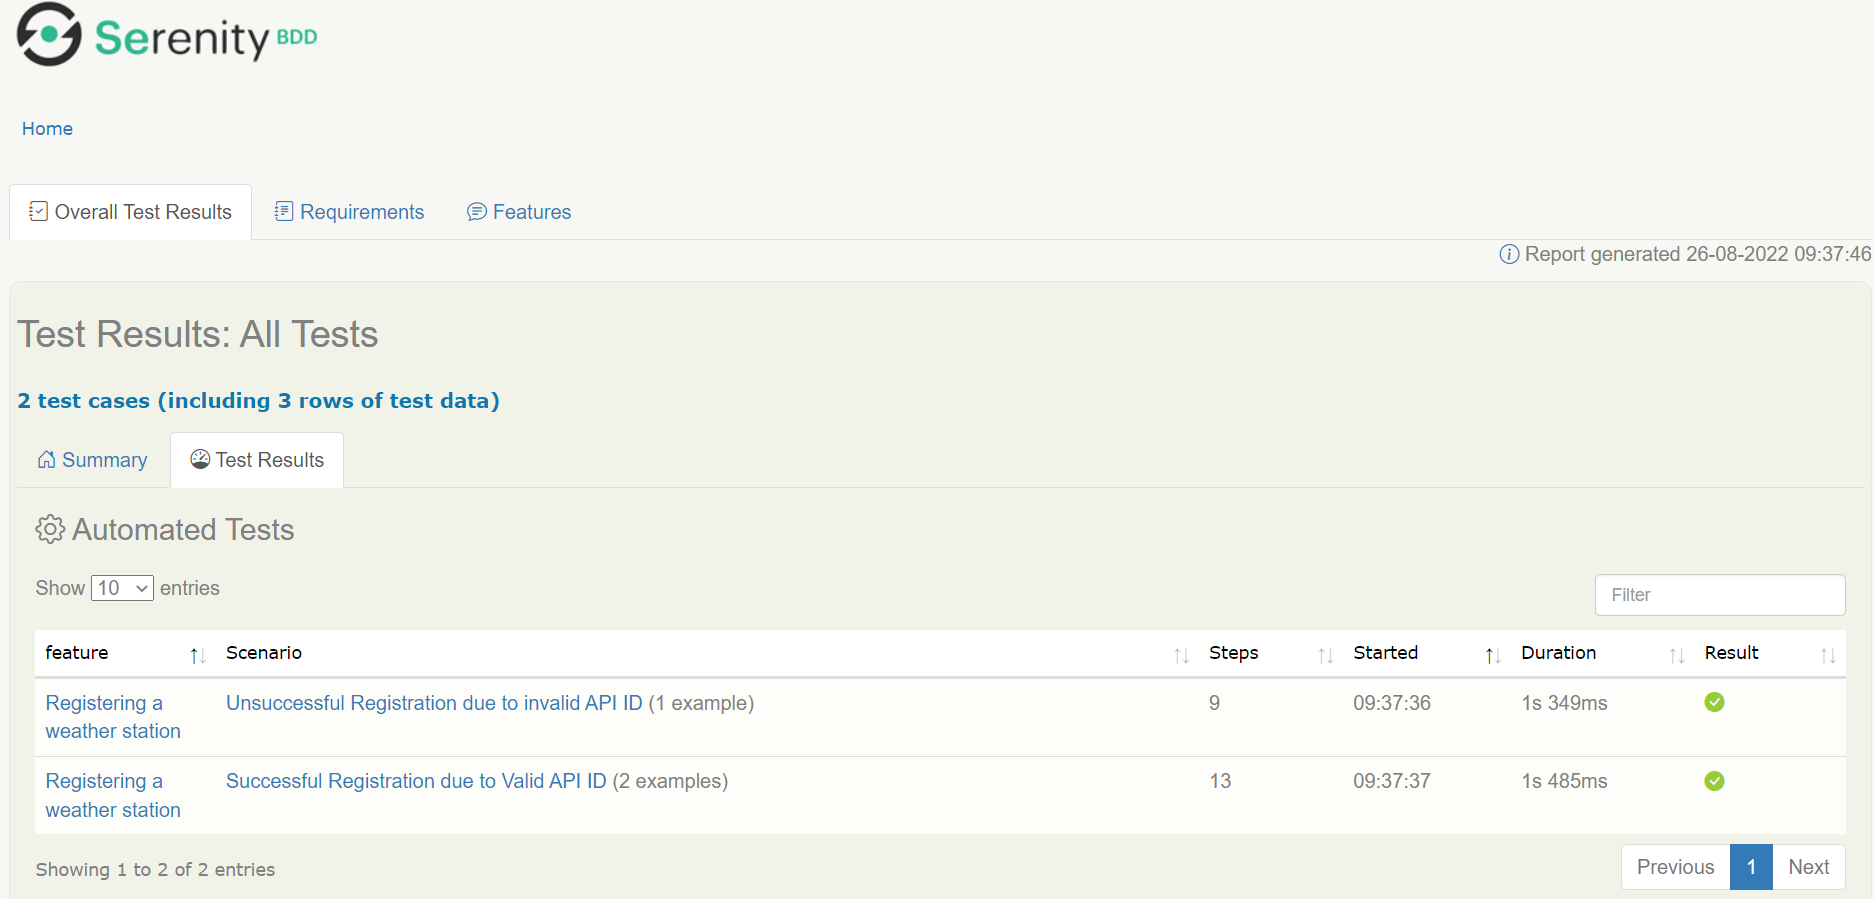 Serenity BDD
Home
Overall Test Results Requirements Features
Report generated 26-08-2022 09:37:46
Test Results: All Tests
2 test cases (including 3 rows of test data)
Summary Test Results
Automated Tests
Show 10 entries
Filter
feature Scenario Steps Started Duration Result
Registering a weather station Unsuccessful Registration due to invalid API ID (1 example) 9 09:37:36 1s 349ms
Registering a weather station Successful Registration due to Valid API ID (2 examples) 13 09:37:37 1s 485ms
Showing 1 to 2 of 2 entries
Previous 1 Next